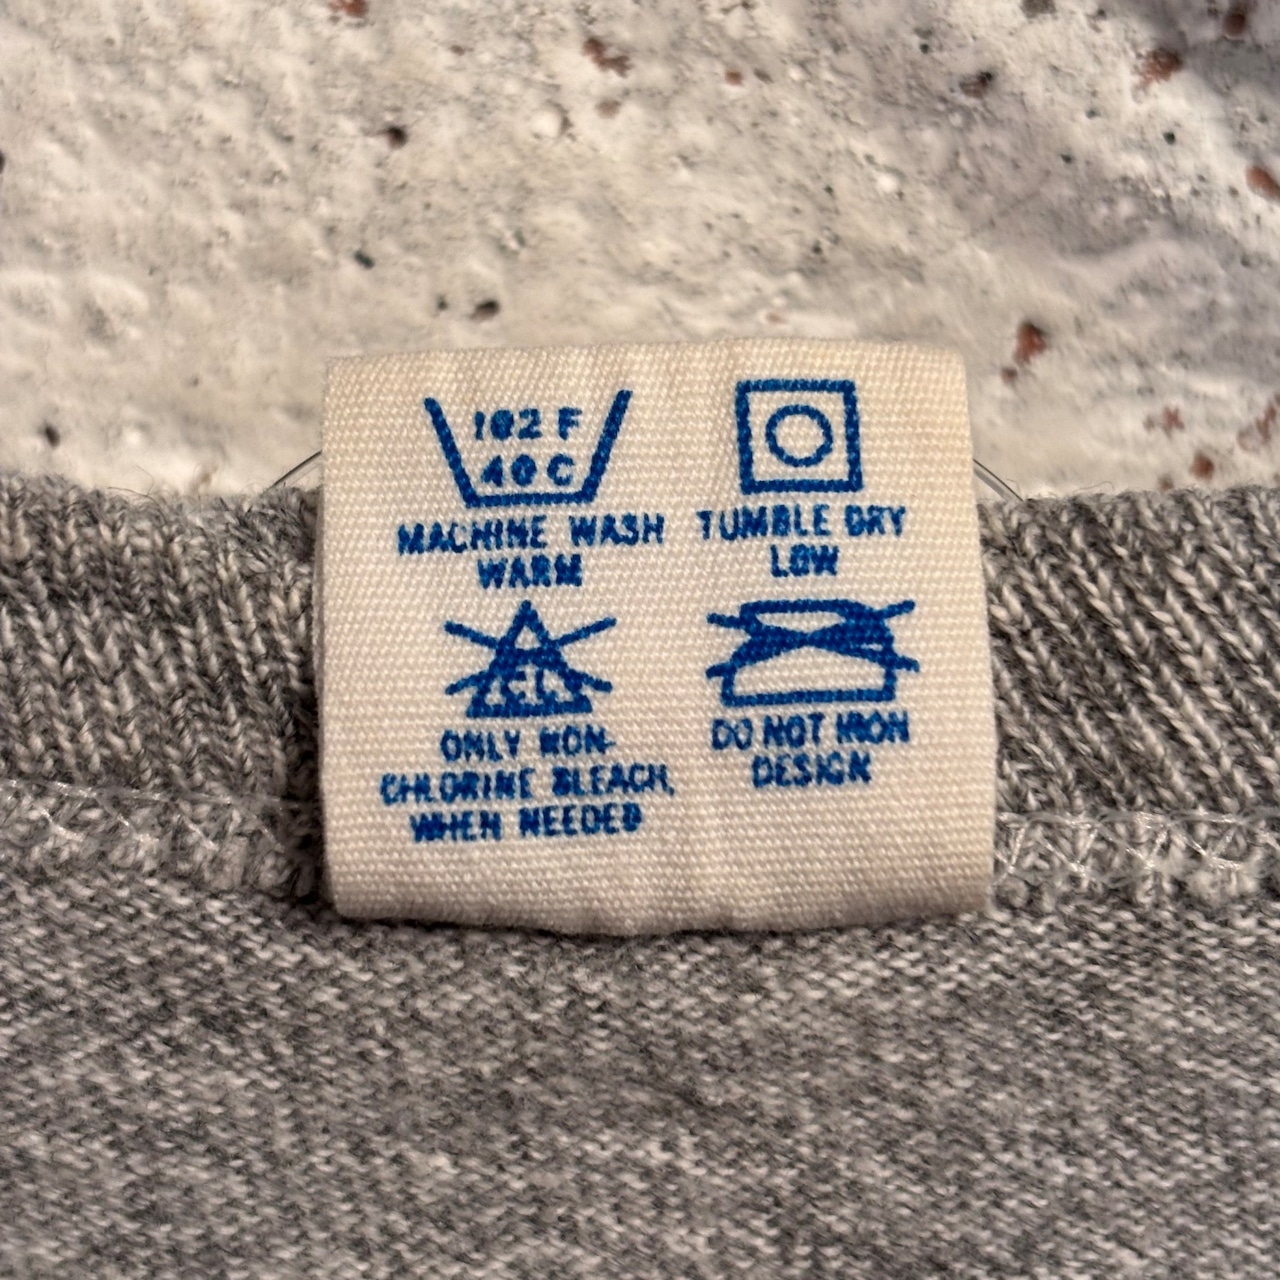 102 F
40 C
MACHINE WASH
WARM
TUMBLE DRY
LOW
CL
ONLY NON-
CHLORINE BLEACH,
WHEN NEEDED
DO NOT IRON
DESIGN